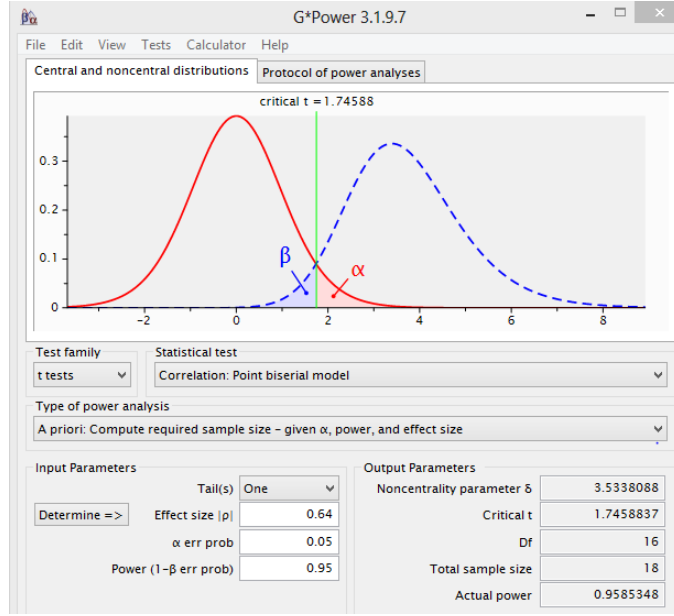 βα G*Power 3.1.9.7
File Edit View Tests Calculator Help
Central and noncentral distributions Protocol of power analyses
critical t = 1.74588
0.3
0.2
β α
0.1
0
-2 0 2 4 6 8
Test family Statistical test
t tests Correlation: Point biserial model
Type of power analysis
A priori: Compute required sample size – given α, power, and effect size
Input Parameters Output Parameters
Tail(s) One Noncentrality parameter δ 3.5338088
Determine => Effect size |ρ| 0.64 Critical t 1.7458837
α err prob 0.05 Df 16
Power (1-β err prob) 0.95 Total sample size 18
Actual power 0.9585348